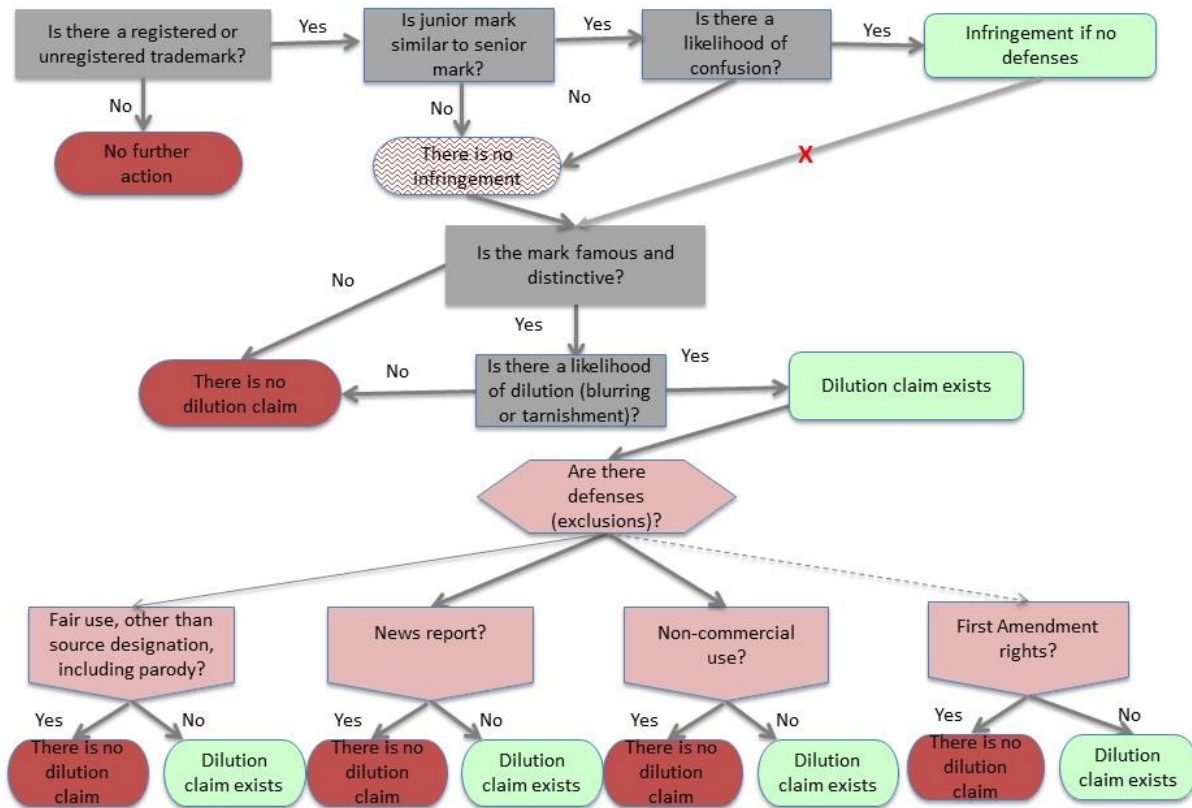 Is there a registered or
unregistered trademark?
Yes
Is junior mark
similar to senior
mark?
Yes
Is there a
likelihood of
confusion?
Yes
Infringement if no
defenses
No
No
No
No further
action
There is no
infringement
X
Is the mark famous and
distinctive?
No
Yes
There is no
dilution claim
No
Is there a likelihood
of dilution (blurring
or tarnishment)?
Yes
Dilution claim exists
Are there
defenses
(exclusions)?
Fair use, other than
source designation,
including parody?
News report?
Non-commercial
use?
First Amendment
rights?
Yes
No
Yes
No
Yes
No
Yes
No
There is no
dilution
claim
Dilution
claim exists
There is no
dilution
claim
Dilution
claim exists
There is no
dilution
claim
Dilution
claim exists
There is no
dilution
claim
Dilution
claim exists